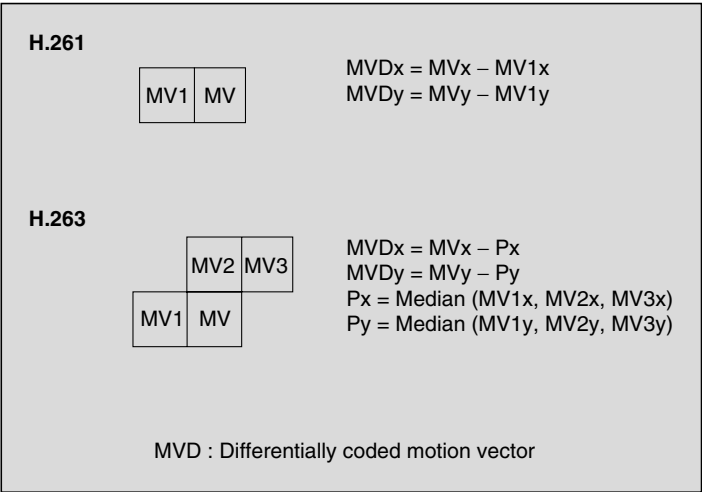 H.261
MV1 MV
MVDx = MVx – MV1x
MVDy = MVy – MV1y
H.263
MV2 MV3
MV1 MV
MVDx = MVx – Px
MVDy = MVy – Py
Px = Median (MV1x, MV2x, MV3x)
Py = Median (MV1y, MV2y, MV3y)
MVD : Differentially coded motion vector